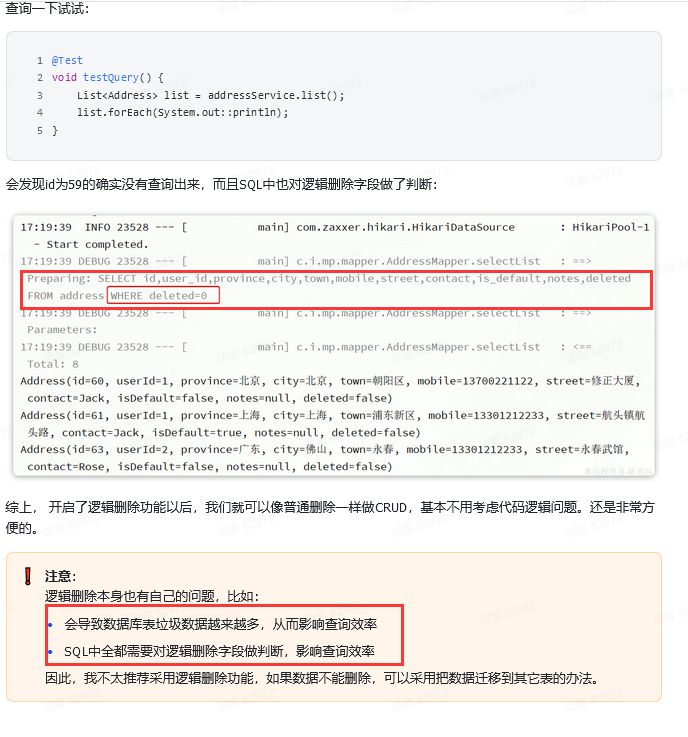 查询一下试试：
1 @Test
2 void testQuery() {
3     List<Address> list = addressService.list();
4     list.forEach(System.out::println);
5 }
会发现id为59的确实没有查询出来，而且SQL中也对逻辑删除字段做了判断：
17:19:39  INFO 23528 --- [           main] com.zaxxer.hikari.HikariDataSource       : HikariPool-1
 - Start completed.
17:19:39 DEBUG 23528 --- [           main] c.i.mp.mapper.AddressMapper.selectList   : ==>
Preparing: SELECT id,user_id,province,city,town,mobile,street,contact,is_default,notes,deleted
FROM address WHERE deleted=0
17:19:39 DEBUG 23528 --- [           main] c.i.mp.mapper.AddressMapper.selectList   : ==>
Parameters:
17:19:39 DEBUG 23528 --- [           main] c.i.mp.mapper.AddressMapper.selectList   : <==
Total: 8
Address(id=60, userId=1, province=北京, city=北京, town=朝阳区, mobile=13700221122, street=修正大厦,
contact=Jack, isDefault=false, notes=null, deleted=false)
Address(id=61, userId=1, province=上海, city=上海, town=浦东新区, mobile=13301212233, street=航头镇航
头路, contact=Jack, isDefault=true, notes=null, deleted=false)
Address(id=63, userId=2, province=广东, city=佛山, town=永春, mobile=13301212233, street=永春武馆,
contact=Rose, isDefault=false, notes=null, deleted=false)
综上， 开启了逻辑删除功能以后，我们就可以像普通删除一样做CRUD，基本不用考虑代码逻辑问题。还是非常方
便的。
注意：
逻辑删除本身也有自己的问题，比如：
• 会导致数据库表垃圾数据越来越多，从而影响查询效率
• SQL中全都需要对逻辑删除字段做判断，影响查询效率
因此，我不太推荐采用逻辑删除功能，如果数据不能删除，可以采用把数据迁移到其它表的办法。